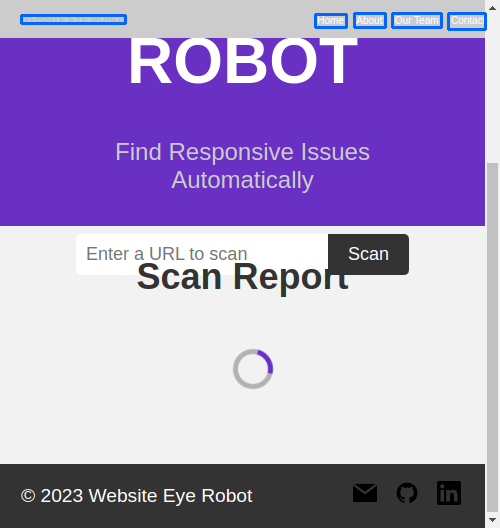 Home About Our Team Contact
ROBOT
Find Responsive Issues
Automatically
Enter a URL to scan Scan
Scan Report
© 2023 Website Eye Robot